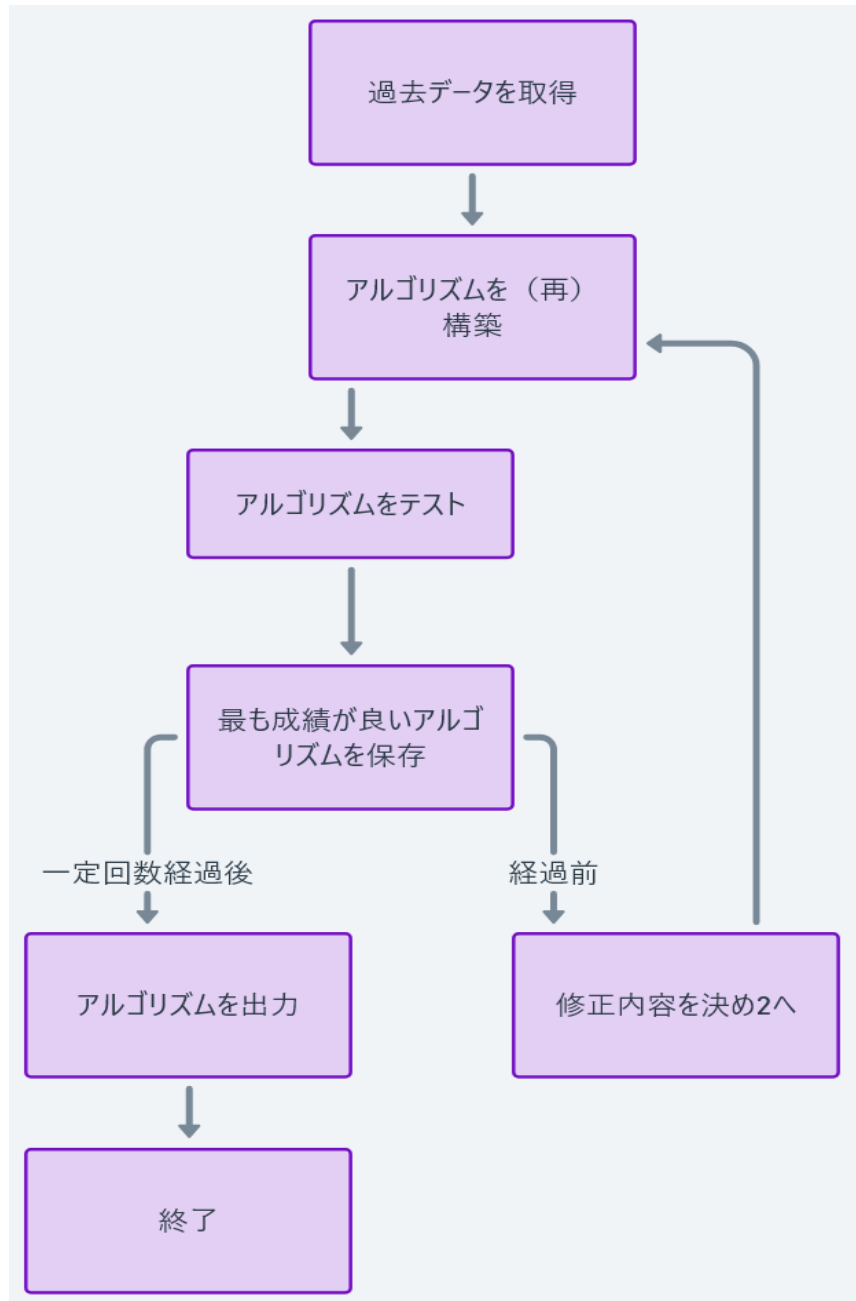 過去データを取得
アルゴリズムを（再）
構築
アルゴリズムをテスト
最も成績が良いアルゴ
リズムを保存
一定回数経過後
経過前
アルゴリズムを出力
修正内容を決め2へ
終了